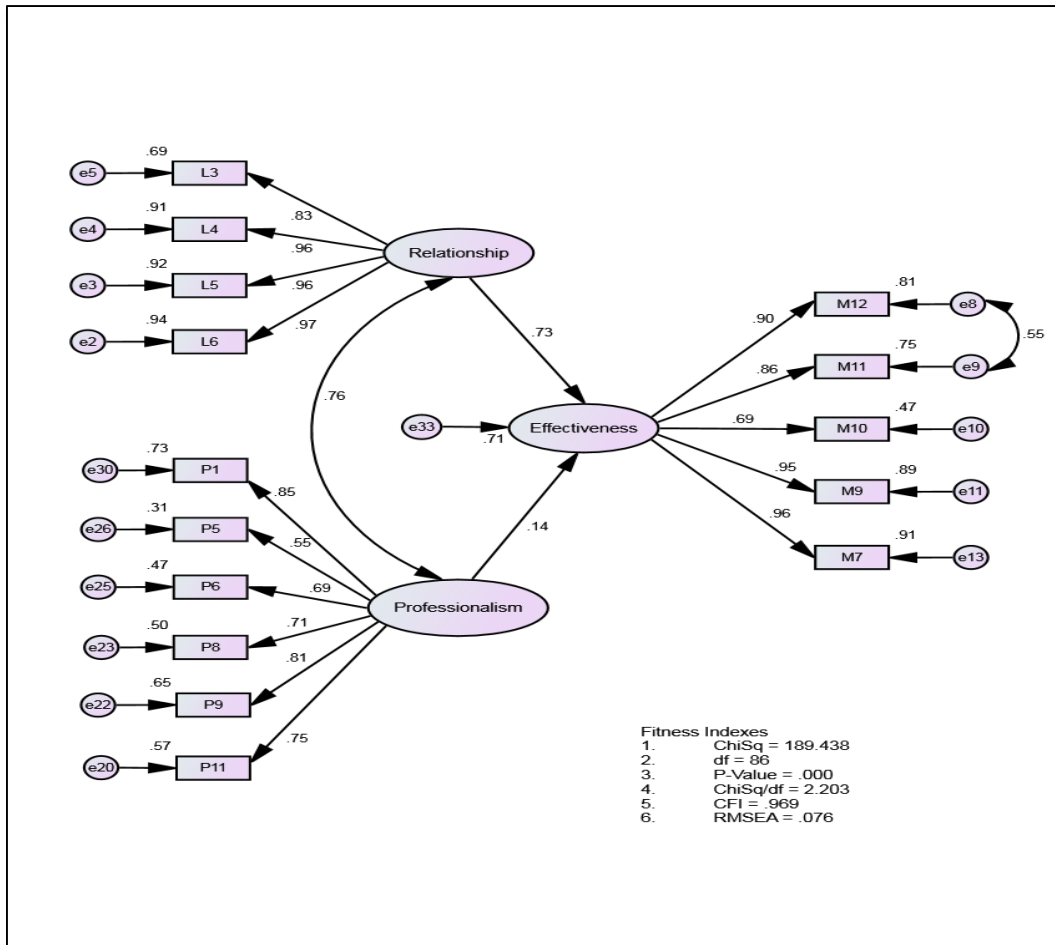 .69
e5
L3
.83
.91
e4
L4
.96
.92
e3
L5
.96
.94
e2
L6
.97
Relationship
.73
.76
.73
e30
P1
.85
.31
e26
P5
.55
.47
e25
P6
.69
.50
e23
P8
.71
.65
e22
P9
.81
.57
e20
P11
.75
Professionalism
.14
e33
.71
Effectiveness
.90
.81
M12
e8
.55
.86
.75
M11
e9
.69
.47
M10
e10
.95
.89
M9
e11
.96
.91
M7
e13
Fitness Indexes
1. ChiSq = 189.438
2. df = 86
3. P-Value = .000
4. ChiSq/df = 2.203
5. CFI = .969
6. RMSEA = .076